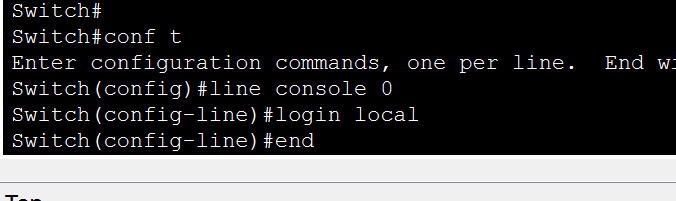 Switch#
Switch#conf t
Enter configuration commands, one per line.  End
Switch(config)#line console 0
Switch(config-line)#login local
Switch(config-line)#end